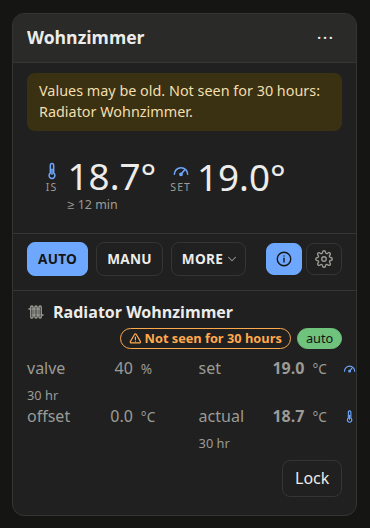 Wohnzimmer
Values may be old. Not seen for 30 hours:
Radiator Wohnzimmer.
IS 18.7° SET 19.0°
≥ 12 min
AUTO MANU MORE
Radiator Wohnzimmer
Not seen for 30 hours auto
valve 40 % set 19.0 °C
30 hr
offset 0.0 °C actual 18.7 °C
30 hr
Lock